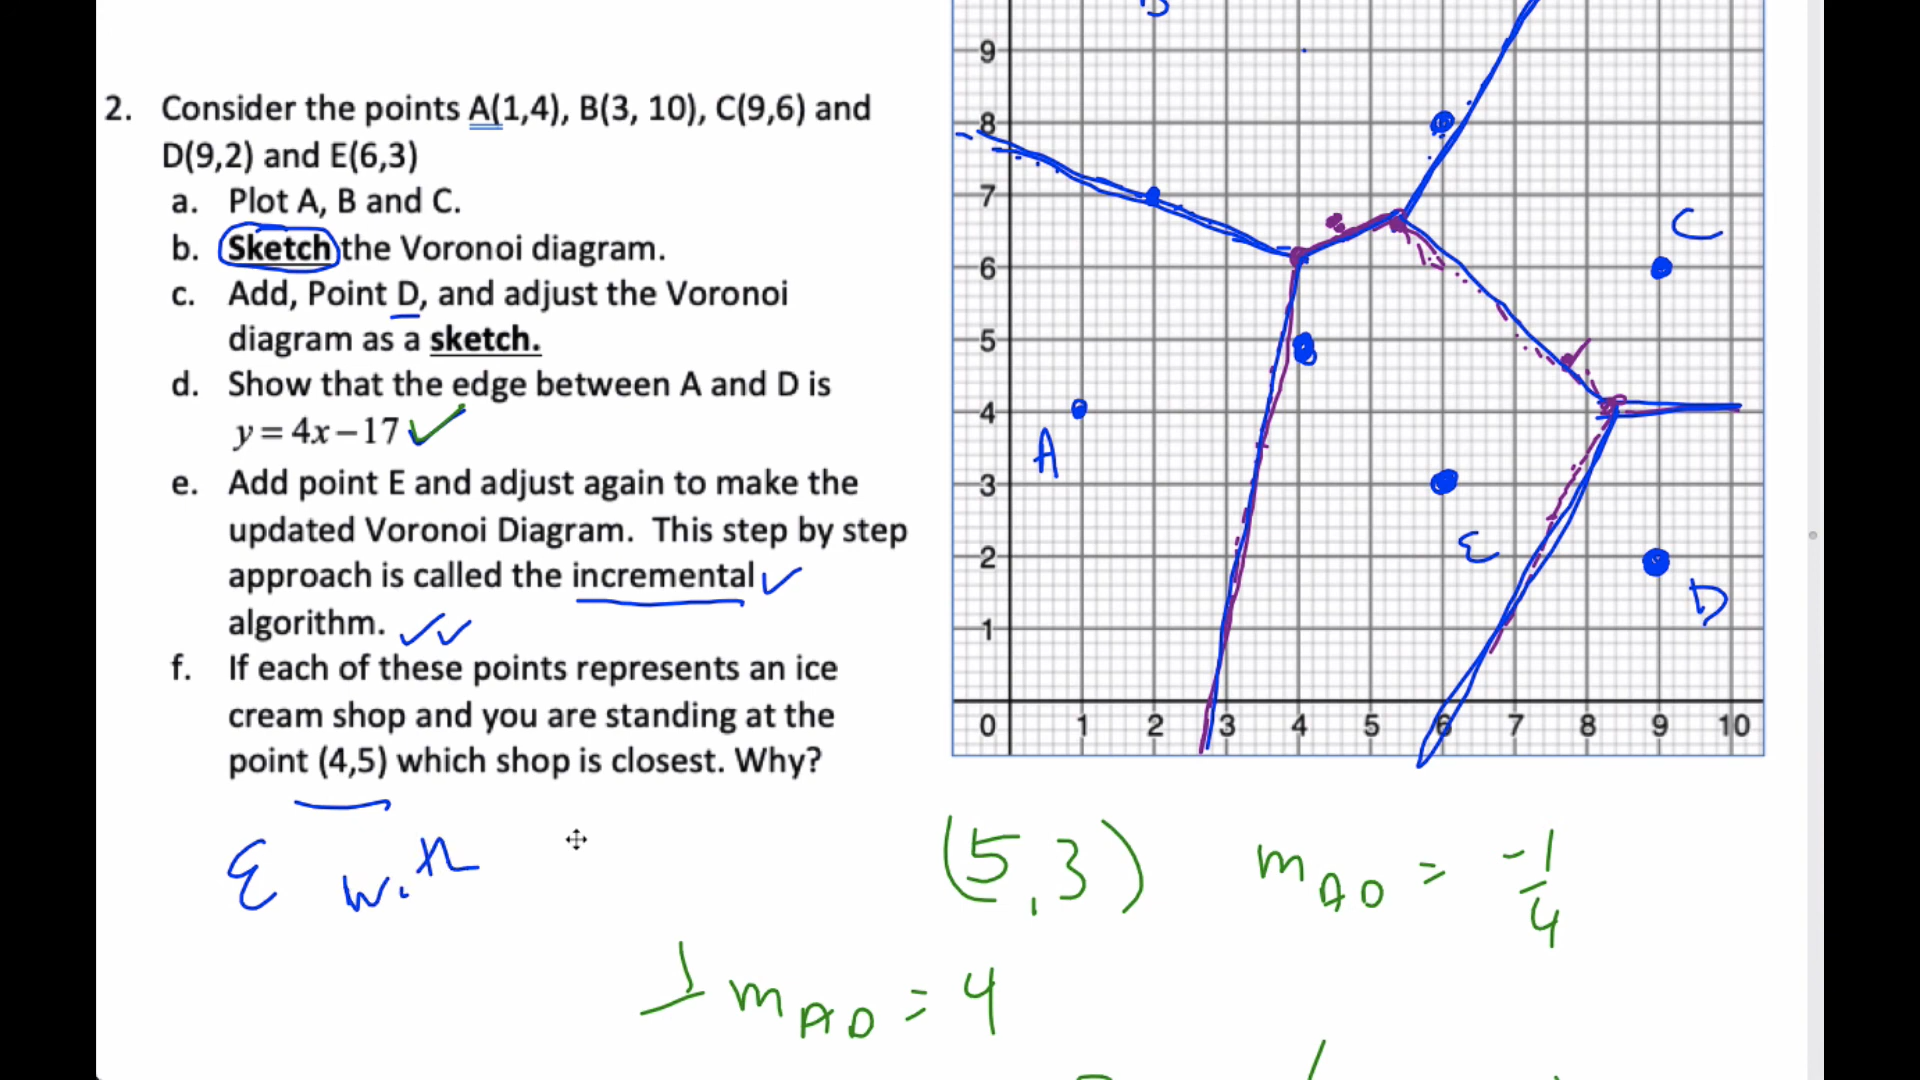 2. Consider the points A(1,4), B(3, 10), C(9,6) and
D(9,2) and E(6,3)
a. Plot A, B and C.
b. Sketch the Voronoi diagram.
c. Add, Point D, and adjust the Voronoi
diagram as a sketch.
d. Show that the edge between A and D is
y = 4x – 17
e. Add point E and adjust again to make the
updated Voronoi Diagram. This step by step
approach is called the incremental
algorithm.
f. If each of these points represents an ice
cream shop and you are standing at the
point (4,5) which shop is closest. Why?
E with
B
9
8
7
C
6
5
4
A
3
E
2
D
1
0 1 2 3 4 5 6 7 8 9 10
(5,3) m AD = -1/4
⊥ m AD = 4